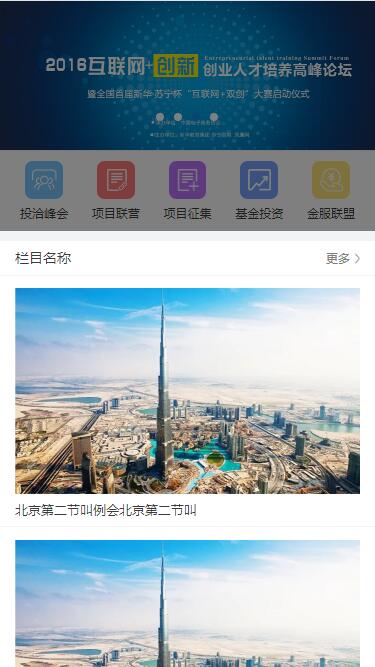 2016互联网+创新
Entrepreneurial talent training Summit Forum
创业人才培养高峰论坛
暨全国首届新华·苏宁杯“互联网+双创”大赛启动仪式
投洽峰会
项目联营
项目征集
基金投资
金服联盟
栏目名称
更多
北京第二节叫例会北京第二节叫